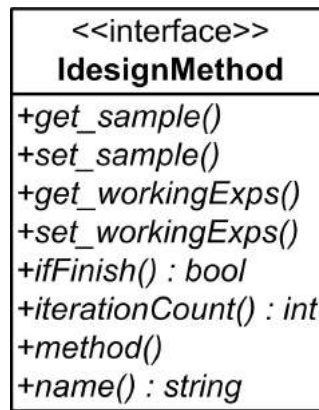 <<interface>>
IdesignMethod
+get_sample()
+set_sample()
+get_workingExps()
+set_workingExps()
+ifFinish() : bool
+iterationCount() : int
+method()
+name() : string